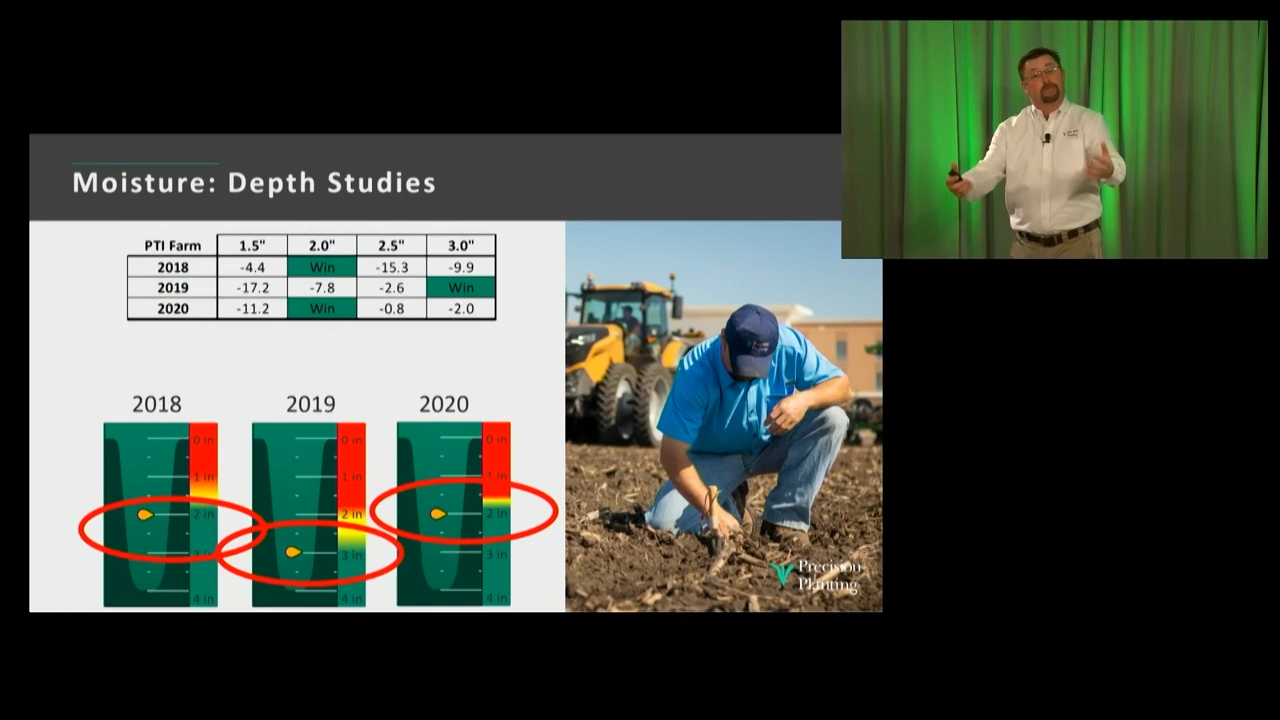 Moisture: Depth Studies
PTI Farm 1.5" 2.0" 2.5" 3.0"
2018 -4.4 Win -15.3 -9.9
2019 -17.2 -7.8 -2.6 Win
2020 -11.2 Win -0.8 -2.0
2018 2019 2020
0 in 0 in 0 in
1 in 1 in 1 in
2 in 2 in 2 in
3 in 3 in 3 in
4 in 4 in 4 in
Precision
Planting